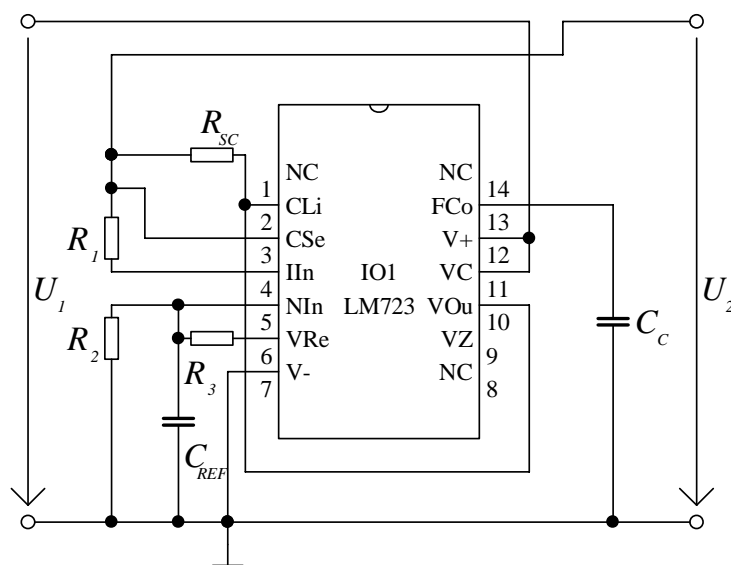 R_SC
NC
NC
1
14
CLi
FCo
2
13
CSe
V+
R_1
3
12
IIn
IO1
VC
U_1
4
11
U_2
NIn
LM723
VOu
R_2
5
10
C_C
VRe
VZ
R_3
6
9
V-
NC
7
8
C_REF